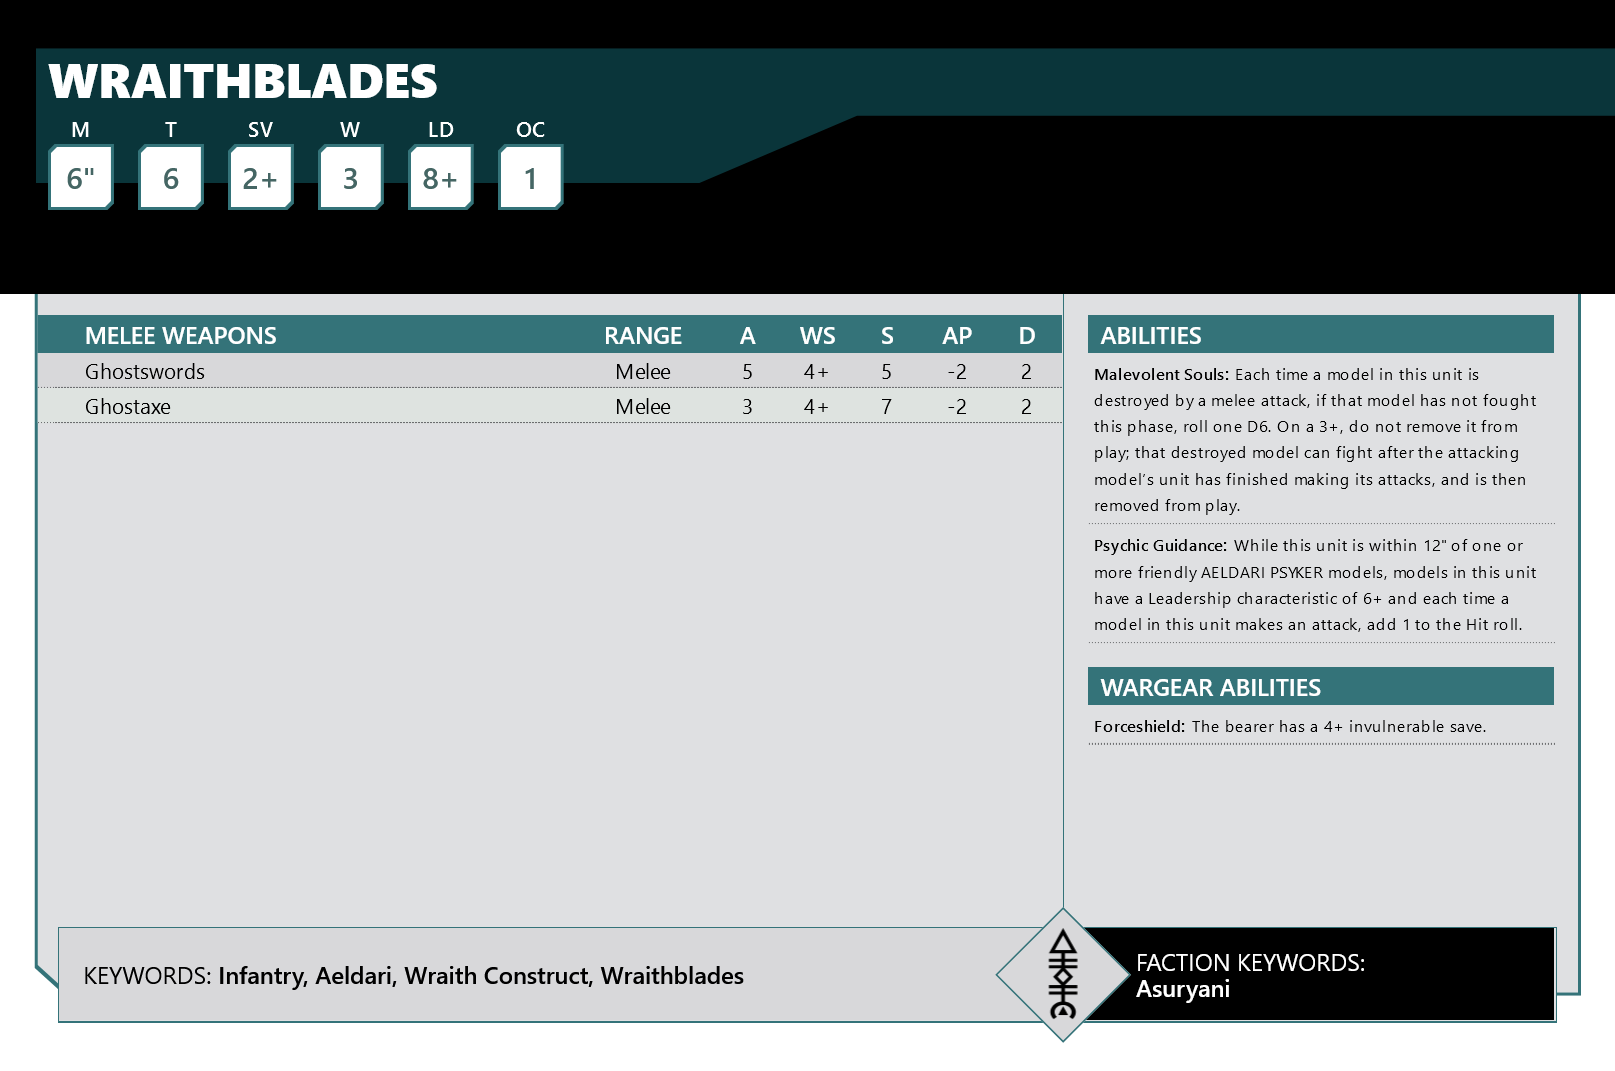 WRAITHBLADES
M T SV W LD OC
6" 6 2+ 3 8+ 1
MELEE WEAPONS RANGE A WS S AP D
Ghostswords Melee 5 4+ 5 -2 2
Ghostaxe Melee 3 4+ 7 -2 2
ABILITIES
Malevolent Souls: Each time a model in this unit is
destroyed by a melee attack, if that model has not fought
this phase, roll one D6. On a 3+, do not remove it from
play; that destroyed model can fight after the attacking
model's unit has finished making its attacks, and is then
removed from play.
Psychic Guidance: While this unit is within 12" of one or
more friendly AELDARI PSYKER models, models in this unit
have a Leadership characteristic of 6+ and each time a
model in this unit makes an attack, add 1 to the Hit roll.
WARGEAR ABILITIES
Forceshield: The bearer has a 4+ invulnerable save.
KEYWORDS: Infantry, Aeldari, Wraith Construct, Wraithblades
FACTION KEYWORDS:
Asuryani